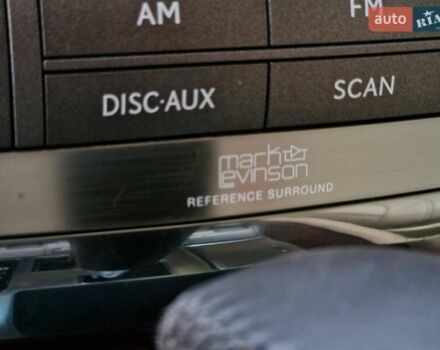 AM
FM
auto RIA
DISC·AUX
SCAN
mark
Levinson
REFERENCE SURROUND